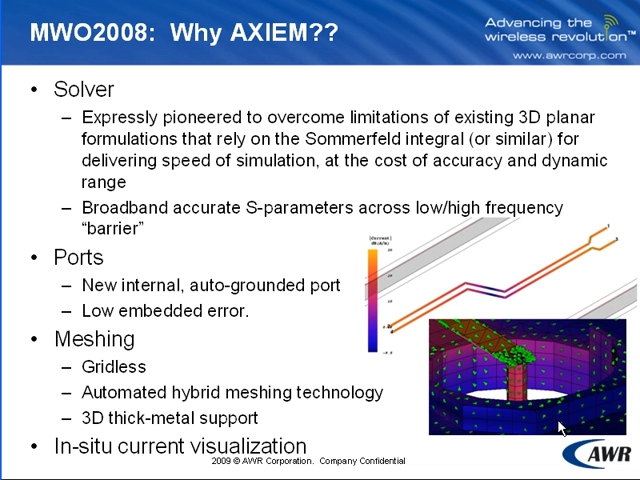 MWO2008: Why AXIEM??
Advancing the
wireless revolution™
www.awrcorp.com
• Solver
– Expressly pioneered to overcome limitations of existing 3D planar
formulations that rely on the Sommerfeld integral (or similar) for
delivering speed of simulation, at the cost of accuracy and dynamic
range
– Broadband accurate S-parameters across low/high frequency
“barrier”
• Ports
– New internal, auto-grounded port
– Low embedded error.
• Meshing
– Gridless
– Automated hybrid meshing technology
– 3D thick-metal support
• In-situ current visualization
2009 © AWR Corporation. Company Confidential
AWR